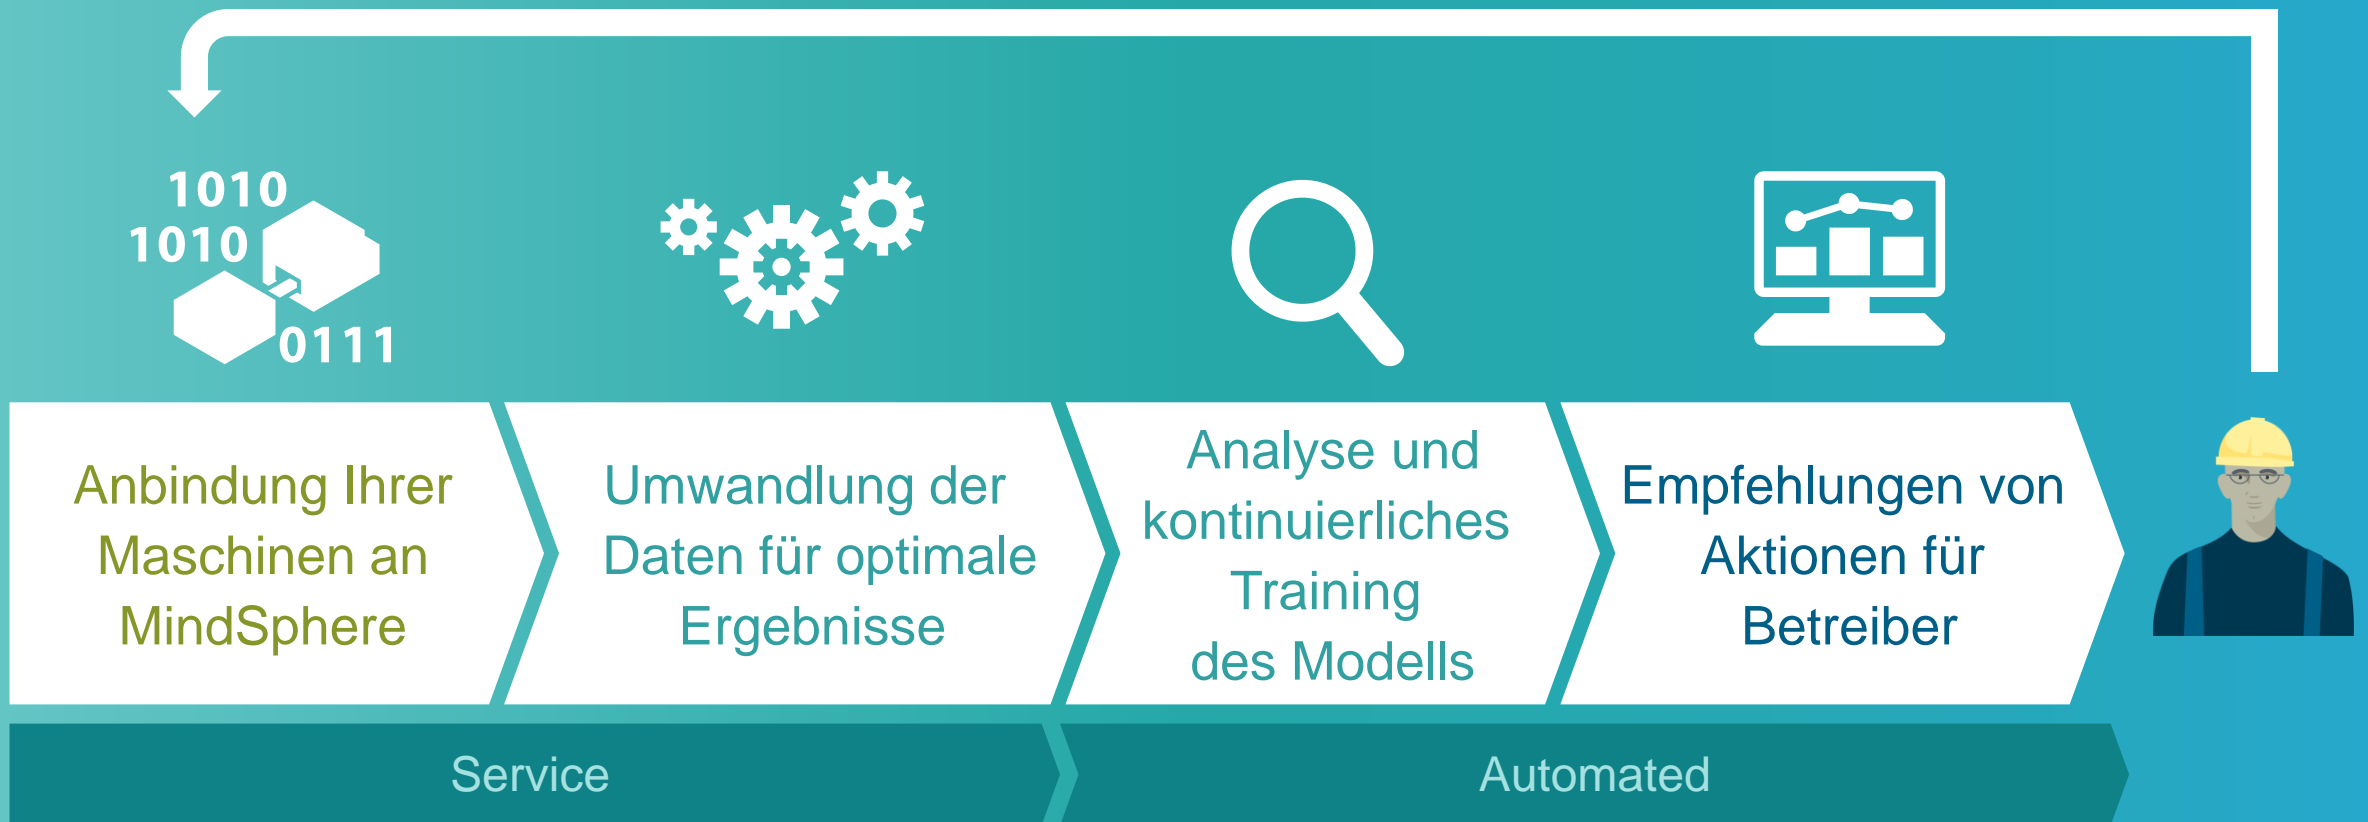 1010
1010
0111
Anbindung Ihrer
Maschinen an
MindSphere
Umwandlung der
Daten für optimale
Ergebnisse
Analyse und
kontinuierliches
Training
des Modells
Empfehlungen von
Aktionen für
Betreiber
Service
Automated